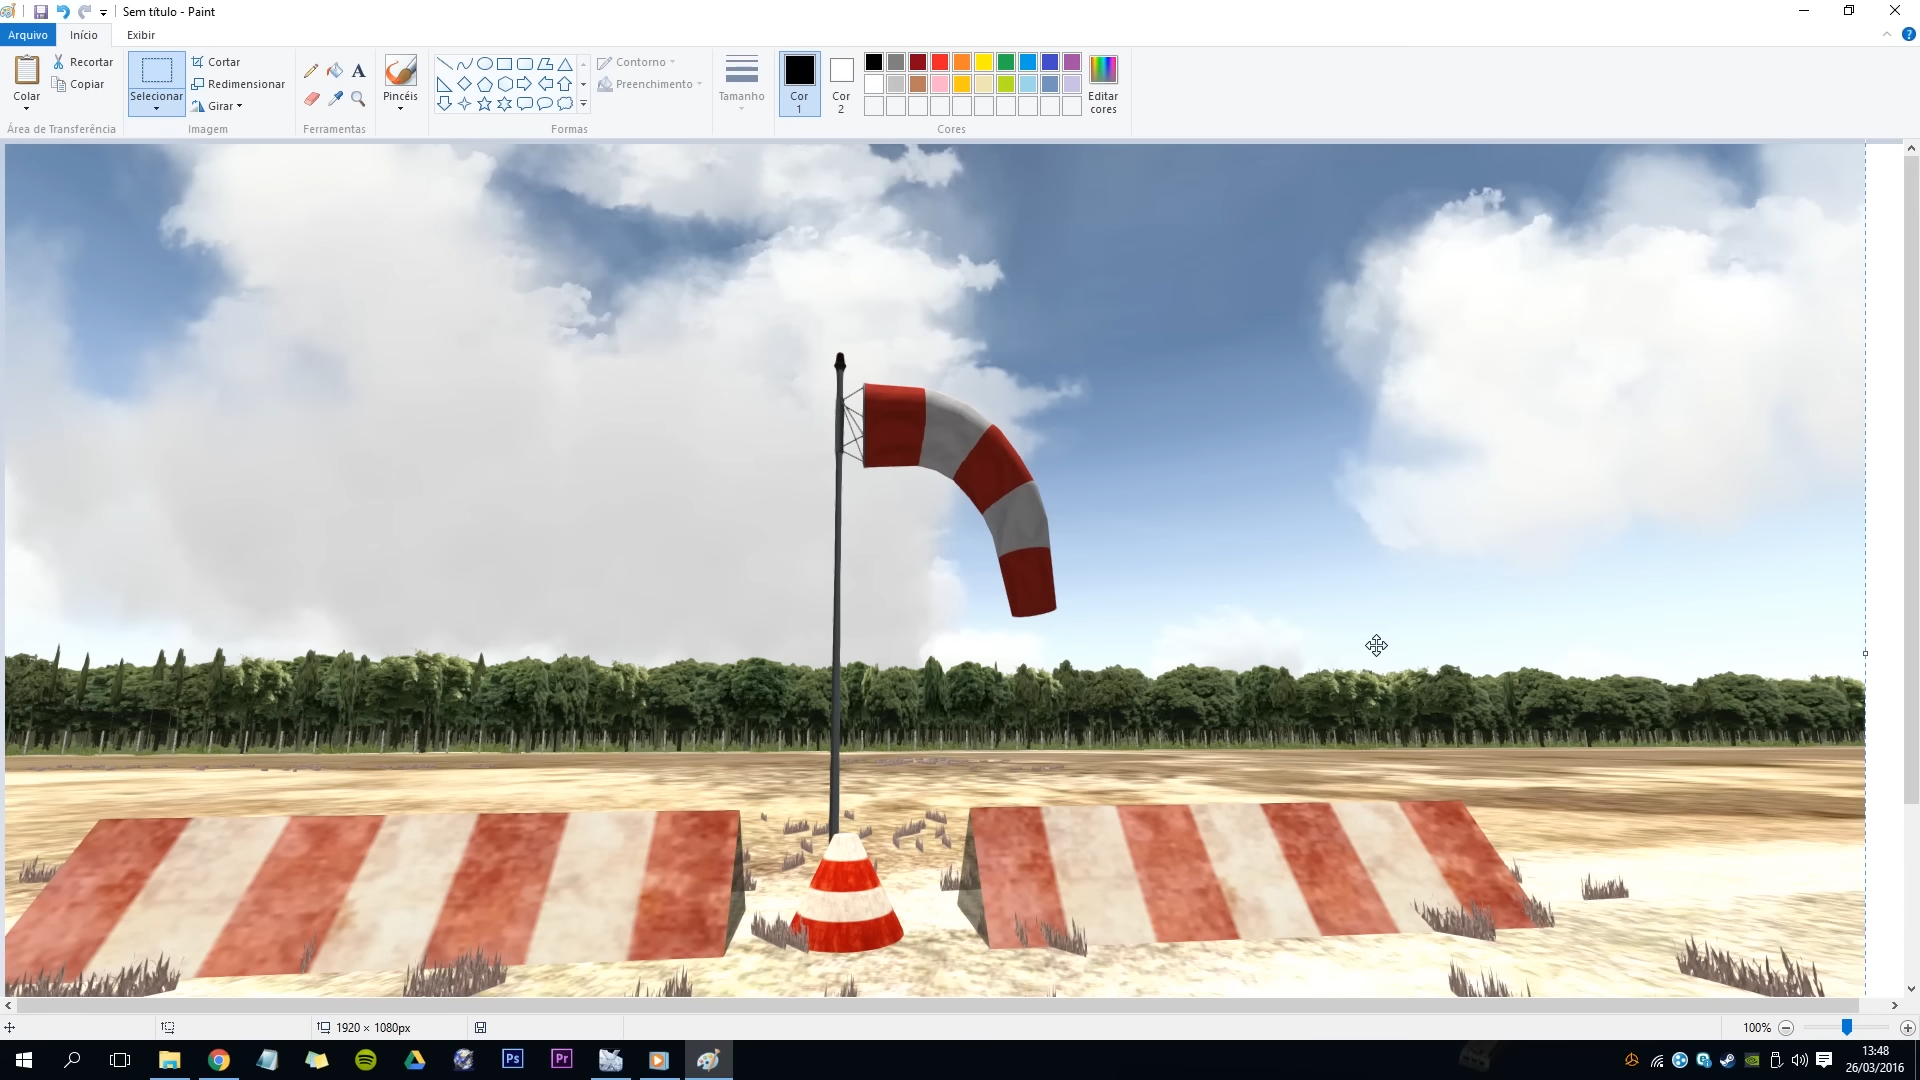 Sem título - Paint
Arquivo
Início
Exibir
Colar
Recortar
Copiar
Área de Transferência
Selecionar
Cortar
Redimensionar
Girar
Imagem
A
Ferramentas
Pincéis
Contorno
Preenchimento
Formas
Tamanho
Cor
1
Cor
2
Editar
cores
Cores
?
1920 × 1080px
100%
Ps
Pr
13:48
26/03/2016